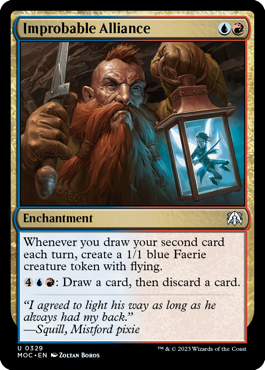 Improbable Alliance
Enchantment
Whenever you draw your second card
each turn, create a 1/1 blue Faerie
creature token with flying.
4: Draw a card, then discard a card.
“I agreed to light his way as long as he
always had my back.”
—Squill, Mistford pixie
U 0329
MOC • EN ZOLTAN BOROS
™ & © 2023 Wizards of the Coast